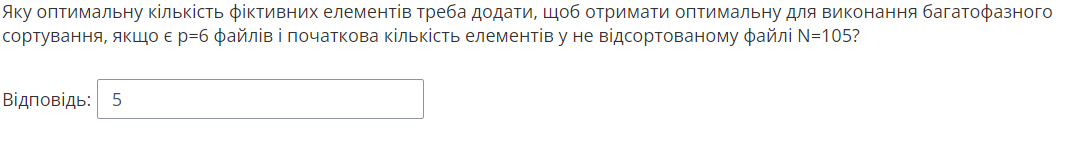 Яку оптимальну кількість фіктивних елементів треба додати, щоб отримати оптимальну для виконання багатофазного
сортування, якщо є p=6 файлів і початкова кількість елементів у не відсортованому файлі N=105?
Відповідь: 5